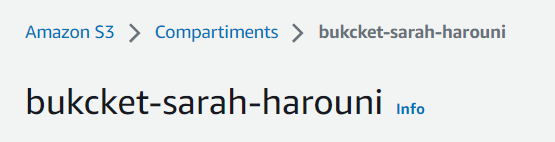 Amazon S3 > Compartiments > bukcket-sarah-harouni
bukcket-sarah-harouni Info